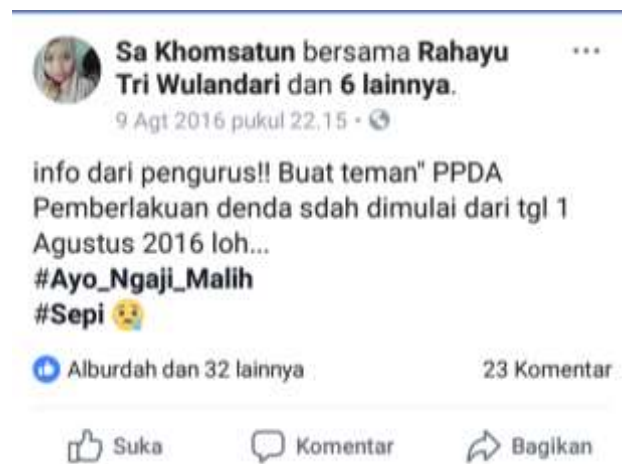 Sa Khomsatun bersama Rahayu
Tri Wulandari dan 6 lainnya.
9 Agt 2016 pukul 22.15 •
info dari pengurus!! Buat teman" PPDA
Pemberlakuan denda sdah dimulai dari tgl 1
Agustus 2016 loh...
#Ayo_Ngaji_Malih
#Sepi 😢
Alburdah dan 32 lainnya 23 Komentar
Suka Komentar Bagikan